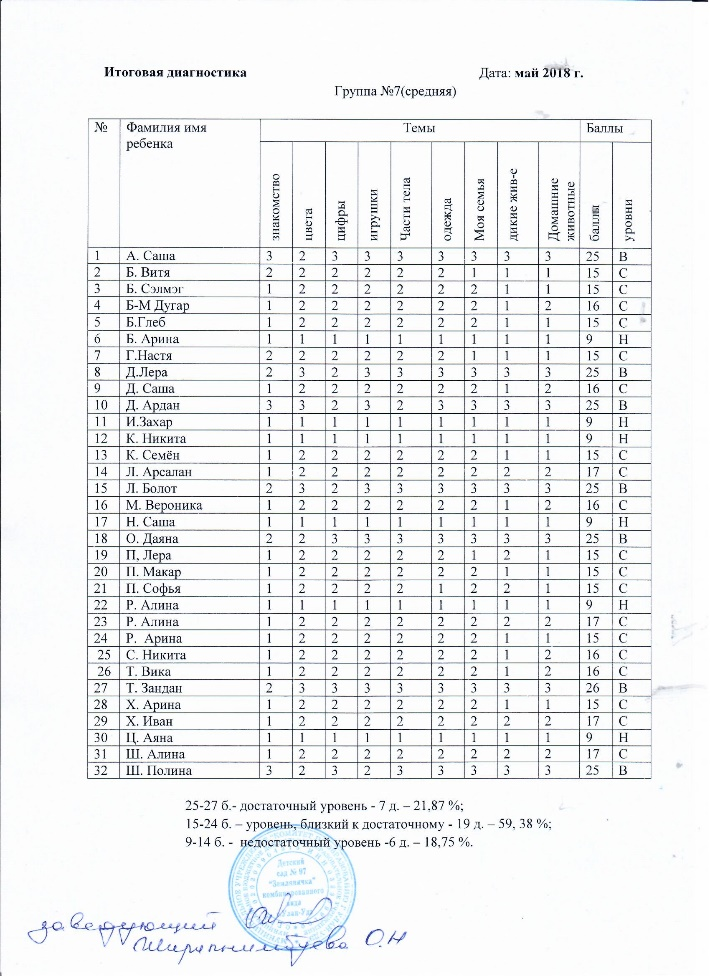 Итоговая диагностика Дата: май 2018 г.
Группа №7(средняя)
№ Фамилия имя ребенка Темы Баллы
знакомство цвета цифры игрушки Части тела одежда Моя семья дикие жив-е Домашние животные баллы уровни
1 А. Саша 3 2 3 3 3 3 3 3 3 25 В
2 Б. Витя 2 2 2 2 2 2 1 1 1 15 С
3 Б. Сэлмэг 1 2 2 2 2 2 2 1 1 15 С
4 Б-М Дугар 1 2 2 2 2 2 2 1 2 16 С
5 Б.Глеб 1 2 2 2 2 2 2 1 1 15 С
6 Б. Арина 1 1 1 1 1 1 1 1 1 9 Н
7 Г.Настя 2 2 2 2 2 2 1 1 1 15 С
8 Д.Лера 2 3 2 3 3 3 3 3 3 25 В
9 Д. Саша 1 2 2 2 2 2 2 1 2 16 С
10 Д. Ардан 3 3 2 3 2 3 3 3 3 25 В
11 И.Захар 1 1 1 1 1 1 1 1 1 9 Н
12 К. Никита 1 1 1 1 1 1 1 1 1 9 Н
13 К. Семён 1 2 2 2 2 2 2 1 1 15 С
14 Л. Арсалан 1 2 2 2 2 2 2 2 2 17 С
15 Л. Болот 2 3 2 3 3 3 3 3 3 25 В
16 М. Вероника 1 2 2 2 2 2 2 1 2 16 С
17 Н. Саша 1 1 1 1 1 1 1 1 1 9 Н
18 О. Даяна 2 2 3 3 3 3 3 3 3 25 В
19 П, Лера 1 2 2 2 2 2 1 2 1 15 С
20 П. Макар 1 2 2 2 2 2 2 1 1 15 С
21 П. Софья 1 2 2 2 2 1 2 2 1 15 С
22 Р. Алина 1 1 1 1 1 1 1 1 1 9 Н
23 Р. Алина 1 2 2 2 2 2 2 2 2 17 С
24 Р. Арина 1 2 2 2 2 2 2 1 1 15 С
25 С. Никита 1 2 2 2 2 2 2 1 2 16 С
26 Т. Вика 1 2 2 2 2 2 2 1 2 16 С
27 Т. Зандан 2 3 3 3 3 3 3 3 3 26 В
28 Х. Арина 1 2 2 2 2 2 2 1 1 15 С
29 Х. Иван 1 2 2 2 2 2 2 2 2 17 С
30 Ц. Аяна 1 1 1 1 1 1 1 1 1 9 Н
31 Ш. Алина 1 2 2 2 2 2 2 2 2 17 С
32 Ш. Полина 3 2 3 2 3 3 3 3 3 25 В
25-27 б.- достаточный уровень - 7 д. – 21,87 %;
15-24 б. – уровень, близкий к достаточному - 19 д. – 59, 38 %;
9-14 б. - недостаточный уровень -6 д. – 18,75 %.
Детский
сад № 97
"Земляничка"
комбинированного
вида
Улан-Удэ
заведующий
О.Н